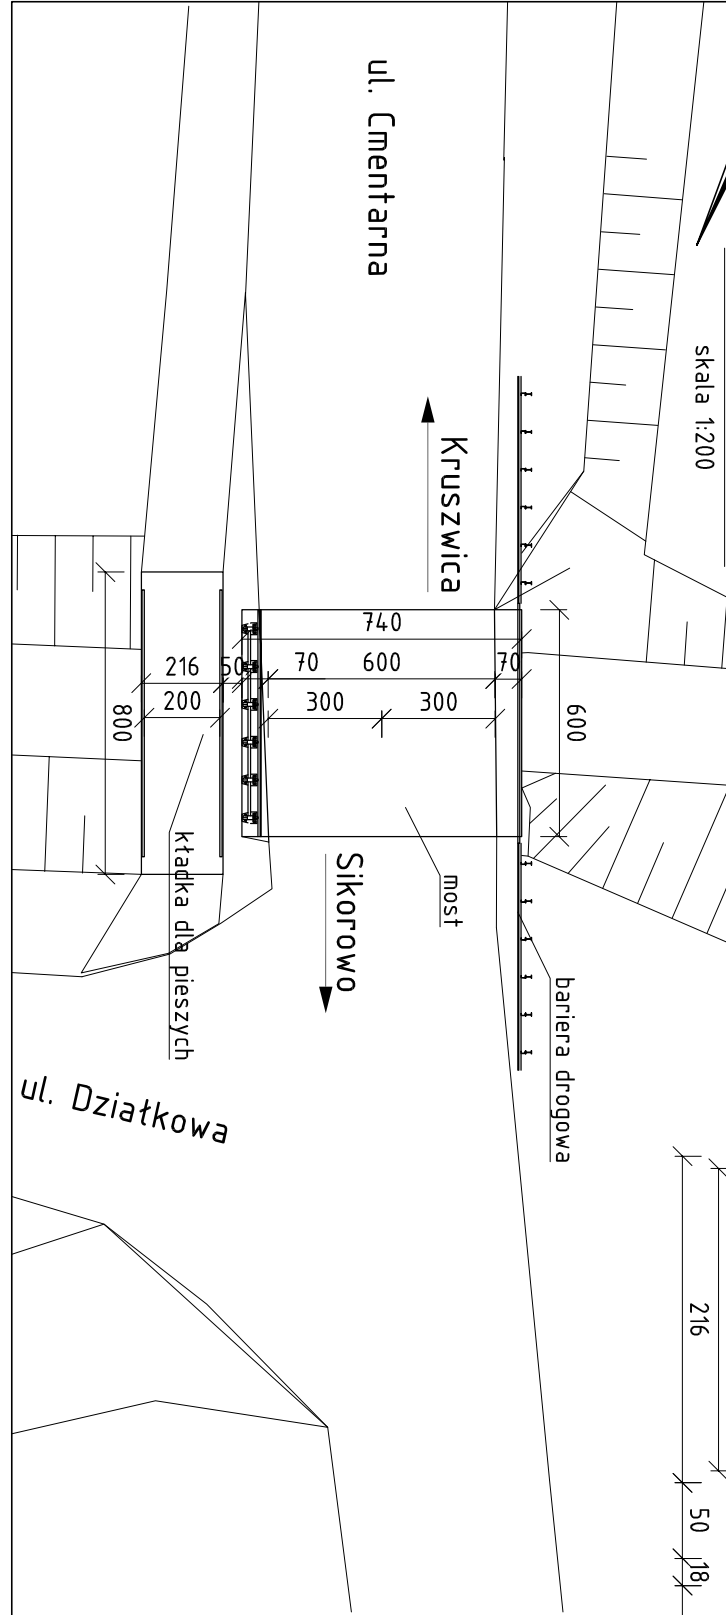 ul. Cmentarna
skala 1:200
Kruszwica
740
216
50
70
600
70
200
300
300
800
600
kładka dla pieszych
Sikorowo
most
bariera drogowa
ul. Działkowa
216
50
18